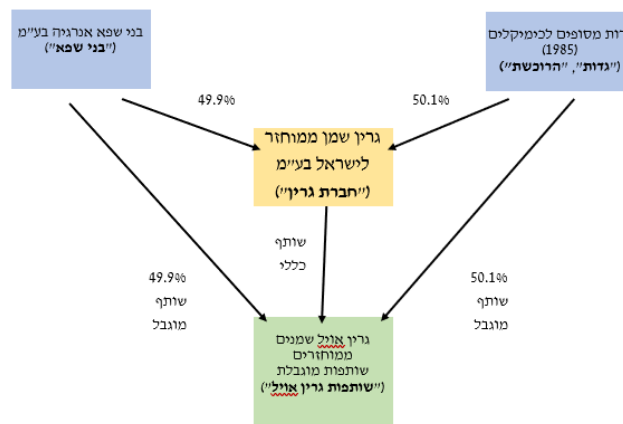 בני שפא אנרגיה בע"מ
("בני שפא")
מסופים לכימיקלים
(1985)
("גדות", "הרוכשת")
49.9%
50.1%
גרין שמן ממוחזר
לישראל בע"מ
("חברת גרין")
שותף
כללי
49.9%
שותף
מוגבל
50.1%
שותף
מוגבל
גרין אויל שמנים
ממוחזרים
שותפות מוגבלת
("שותפות גרין אויל")